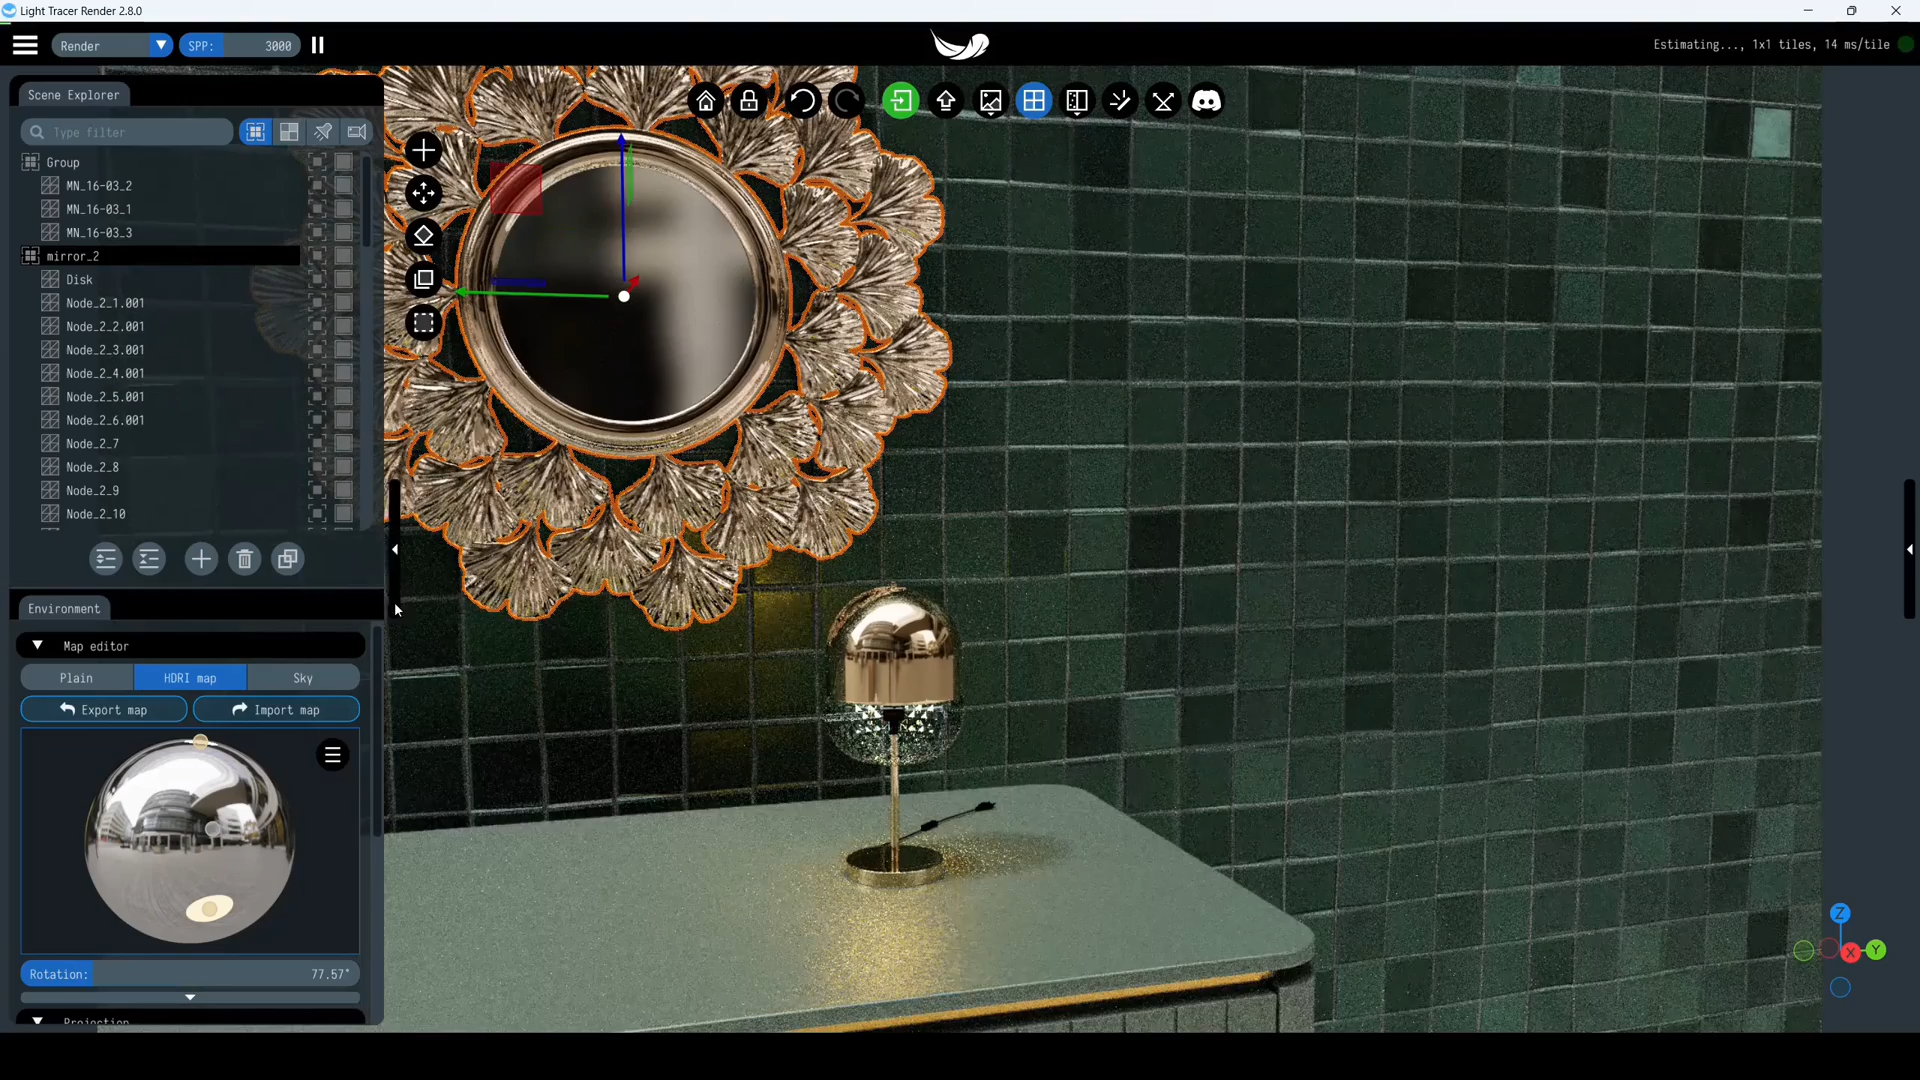 Light Tracer Render 2.8.0
Render
SPP: 3000
Estimating..., 1x1 tiles, 14 ms/tile
Scene Explorer
Type filter
Group
MN_16-03_2
MN_16-03_1
MN_16-03_3
mirror_2
Disk
Node_2_1.001
Node_2_2.001
Node_2_3.001
Node_2_4.001
Node_2_5.001
Node_2_6.001
Node_2_7
Node_2_8
Node_2_9
Node_2_10
Environment
Map editor
Plain HDRI map Sky
Export map Import map
Rotation: 77.57°
Projection
Z
X Y